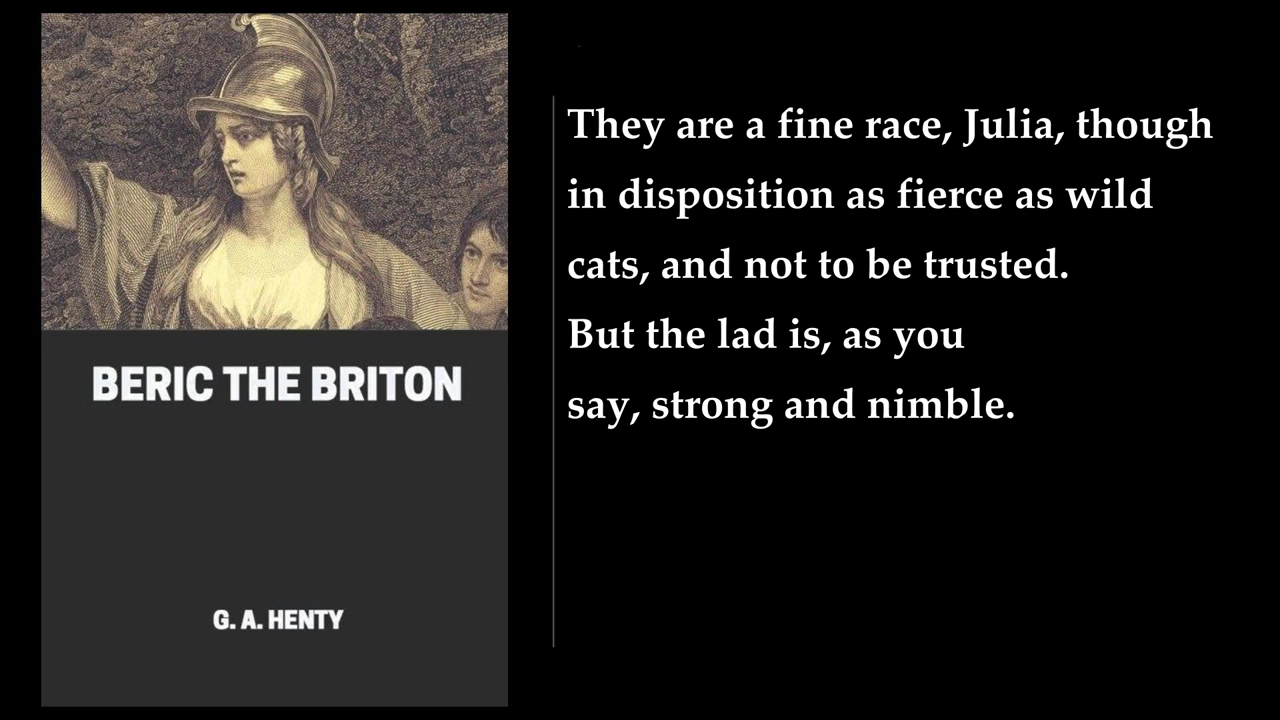 BERIC THE BRITON
G. A. HENTY
They are a fine race, Julia, though
in disposition as fierce as wild
cats, and not to be trusted.
But the lad is, as you
say, strong and nimble.